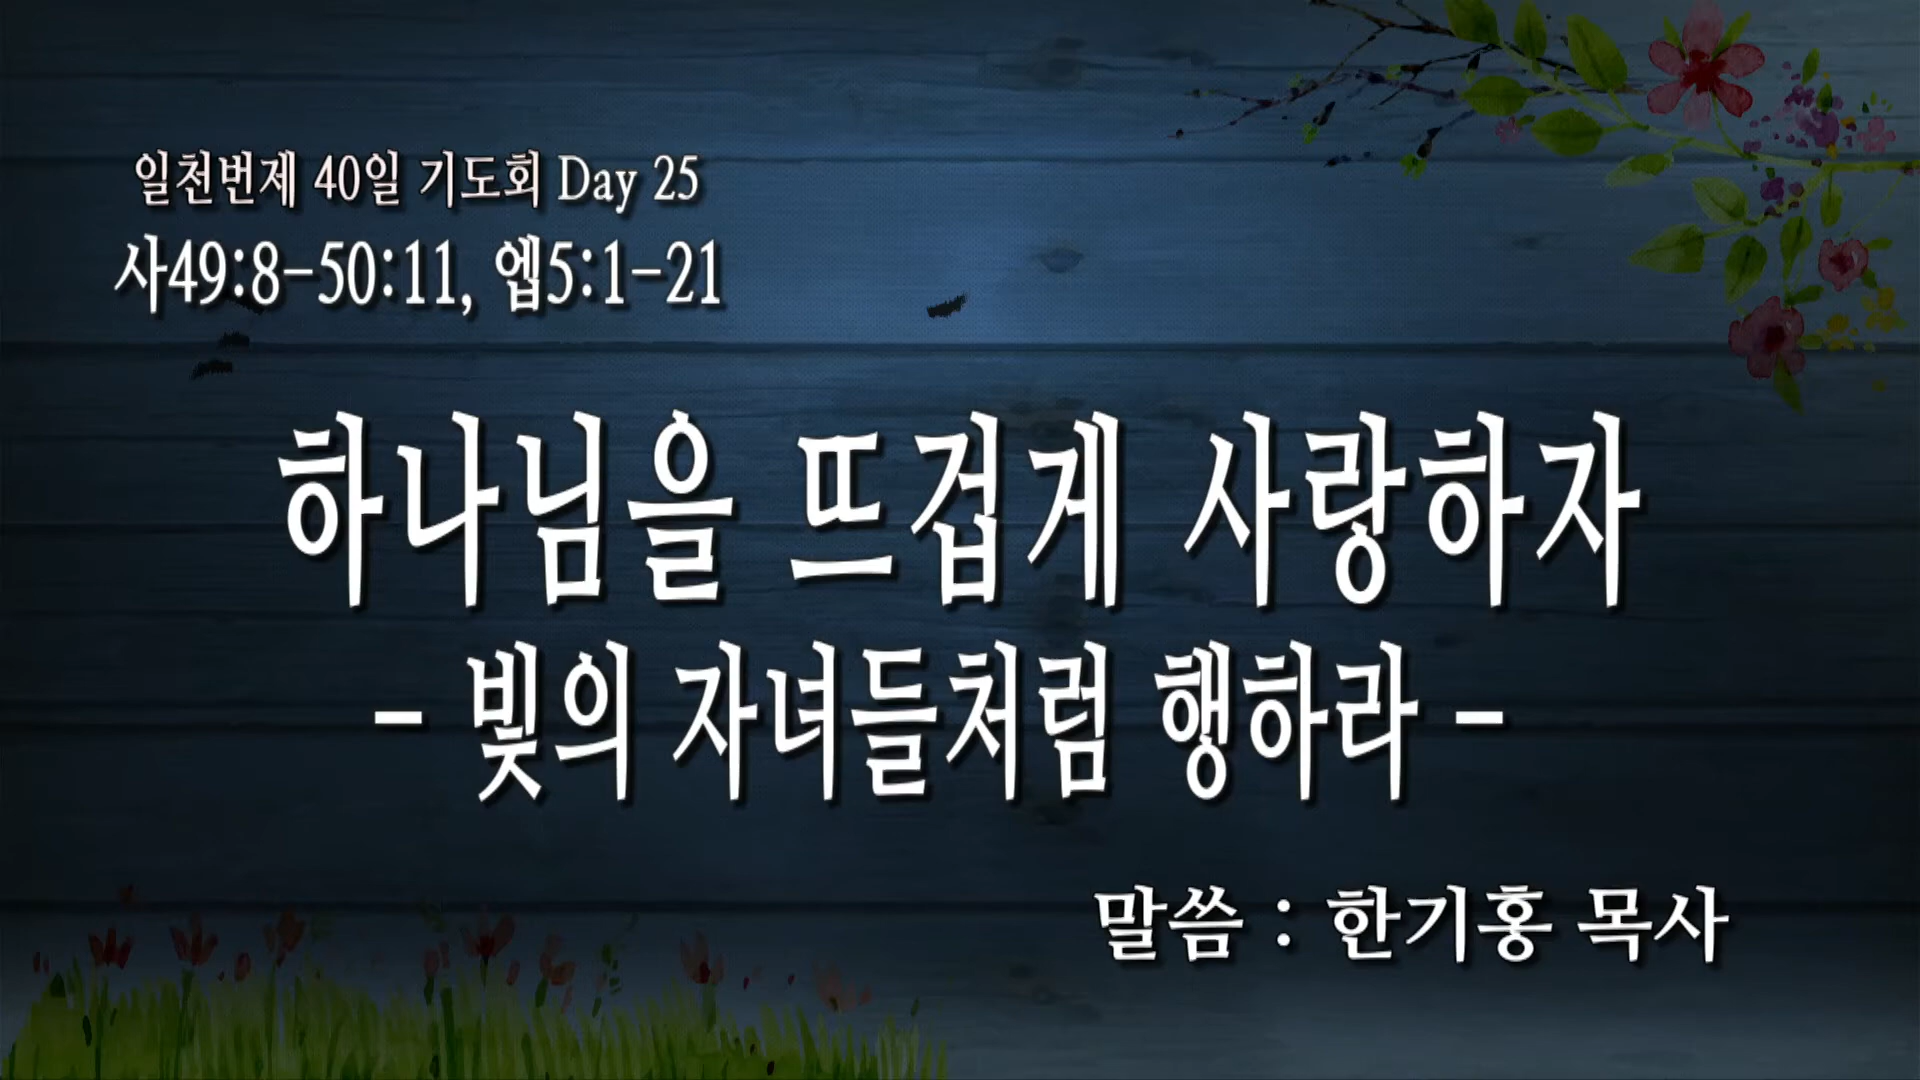 일천번제 40일 기도회 Day 25
사49:8-50:11, 엡5:1-21
하나님을 뜨겁게 사랑하자
- 빛의 자녀들처럼 행하라 -
말씀 : 한기홍 목사